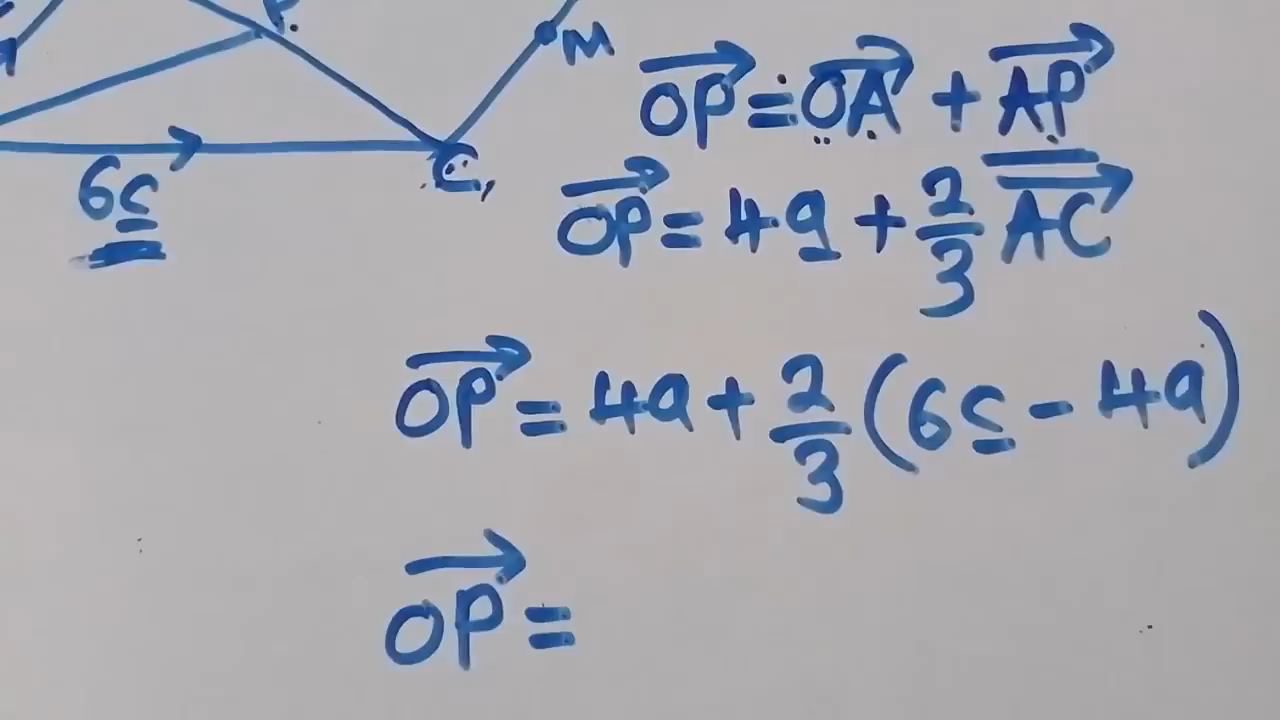 P.
M
6c
C,
OP = OA + AP
OP = 4a + 2/3 AC
OP = 4a + 2/3 (6c - 4a)
OP =